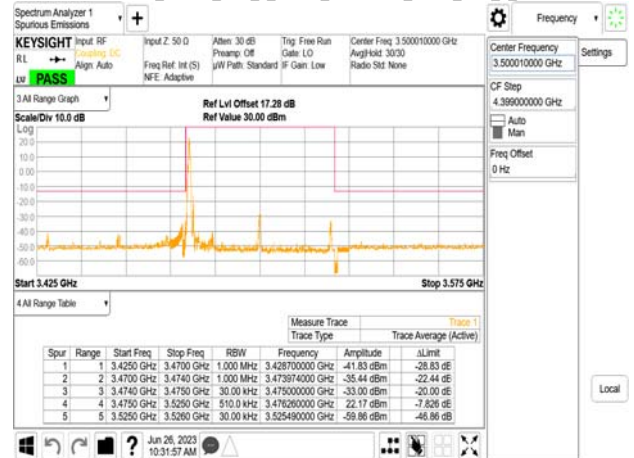 Spectrum Analyzer 1
Spurious Emissions
Frequency
KEYSIGHT Input: RF Input Z: 50 Ω Atten: 30 dB Trig: Free Run Center Freq: 3.500010000 GHz
RL Coupling: DC Preamp: Off Gate: LO Avg|Hold: 30/30
Align: Auto Freq Ref: Int (S) µW Path: Standard IF Gain: Low Radio Std: None
NFE: Adaptive
PASS
Center Frequency
3.500010000 GHz
Settings
CF Step
4.399000000 GHz
Auto
Man
Freq Offset
0 Hz
3 All Range Graph
Ref Lvl Offset 17.28 dB
Scale/Div 10.0 dB Ref Value 30.00 dBm
Log
20.0
10.0
0.00
-10.0
-20.0
-30.0
-40.0
-50.0
-60.0
Start 3.425 GHz Stop 3.575 GHz
4 All Range Table
Measure Trace Trace 1
Trace Type Trace Average (Active)
Spur Range Start Freq Stop Freq RBW Frequency Amplitude ΔLimit
1 1 3.4250 GHz 3.4700 GHz 1.000 MHz 3.428700000 GHz -41.83 dBm -28.83 dB
2 2 3.4700 GHz 3.4740 GHz 1.000 MHz 3.473974000 GHz -35.44 dBm -22.44 dB
3 3 3.4740 GHz 3.4750 GHz 30.00 kHz 3.475000000 GHz -33.00 dBm -20.00 dB
4 4 3.4750 GHz 3.5250 GHz 510.0 kHz 3.476260000 GHz 22.17 dBm -7.826 dB
5 5 3.5250 GHz 3.5260 GHz 30.00 kHz 3.525490000 GHz -59.86 dBm -46.86 dB
Local
Jun 26, 2023
10:31:57 AM